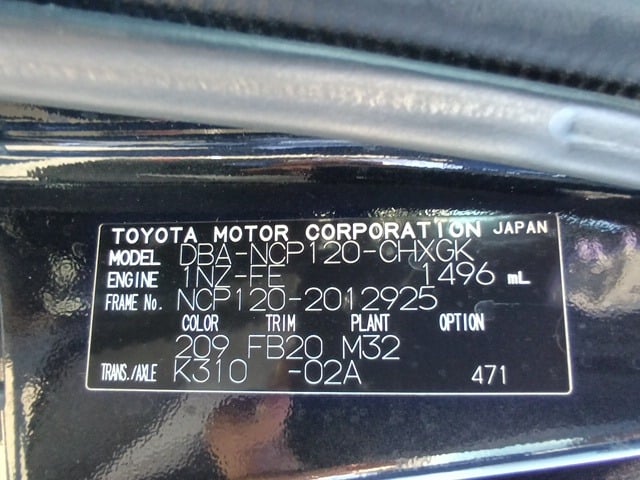 TOYOTA MOTOR CORPORATION JAPAN
MODEL DBA-NCP120-CHXGK
ENGINE 1NZ-FE 1496 mL
FRAME No. NCP120-2012925
COLOR TRIM PLANT OPTION
209 FB20 M32
TRANS./AXLE K310 -02A 471